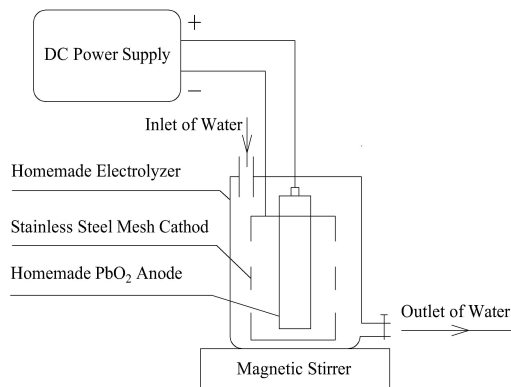 +
DC Power Supply
−
Inlet of Water
Homemade Electrolyzer
Stainless Steel Mesh Cathod
Homemade PbO₂ Anode
Outlet of Water
Magnetic Stirrer